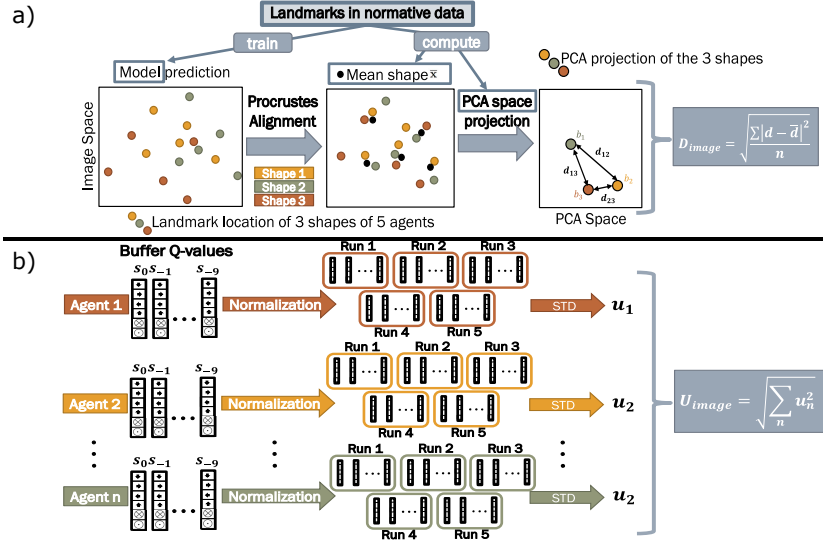 a)
Landmarks in normative data
train
compute
Model prediction
Mean shape x̅
PCA projection of the 3 shapes
Image Space
Procrustes
Alignment
Shape 1
Shape 2
Shape 3
PCA space
projection
b₁
d₁₂
d₁₃
b₂
b₃
d₂₃
PCA Space
D_image = √(∑|d − d̅|² / n)
Landmark location of 3 shapes of 5 agents
b)
Buffer Q-values
s₀ s₋₁ s₋₉
Agent 1
...
Normalization
Run 1 Run 2 Run 3
Run 4 Run 5
STD
u₁
s₀ s₋₁ s₋₉
Agent 2
...
Normalization
Run 1 Run 2 Run 3
Run 4 Run 5
STD
u₂
U_image = √(∑ₙ uₙ²)
s₀ s₋₁ s₋₉
Agent n
...
Normalization
Run 1 Run 2 Run 3
Run 4 Run 5
STD
u₂